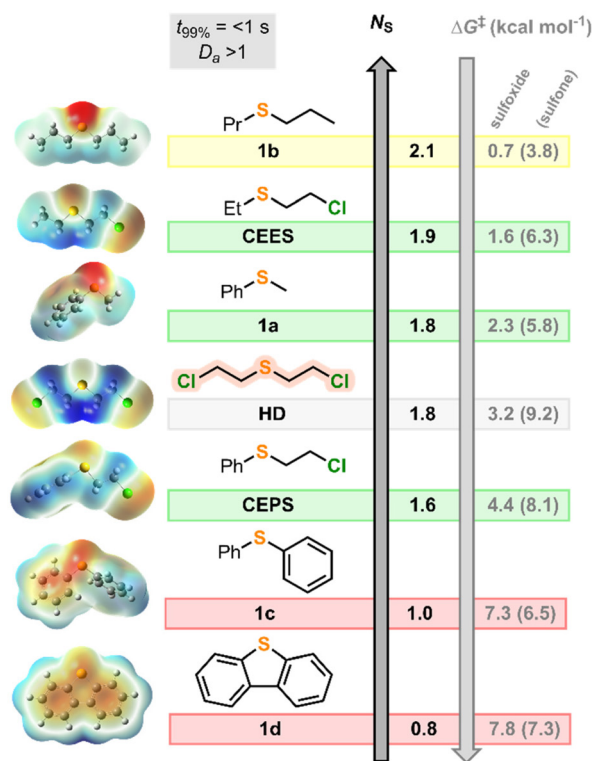 t99% = <1 s
Da >1
NS
ΔG‡ (kcal mol⁻¹)
sulfoxide
(sulfone)
Pr S
1b 2.1 0.7 (3.8)
Et S Cl
CEES 1.9 1.6 (6.3)
Ph S
1a 1.8 2.3 (5.8)
Cl S Cl
HD 1.8 3.2 (9.2)
Ph S Cl
CEPS 1.6 4.4 (8.1)
Ph S
1c 1.0 7.3 (6.5)
S
1d 0.8 7.8 (7.3)